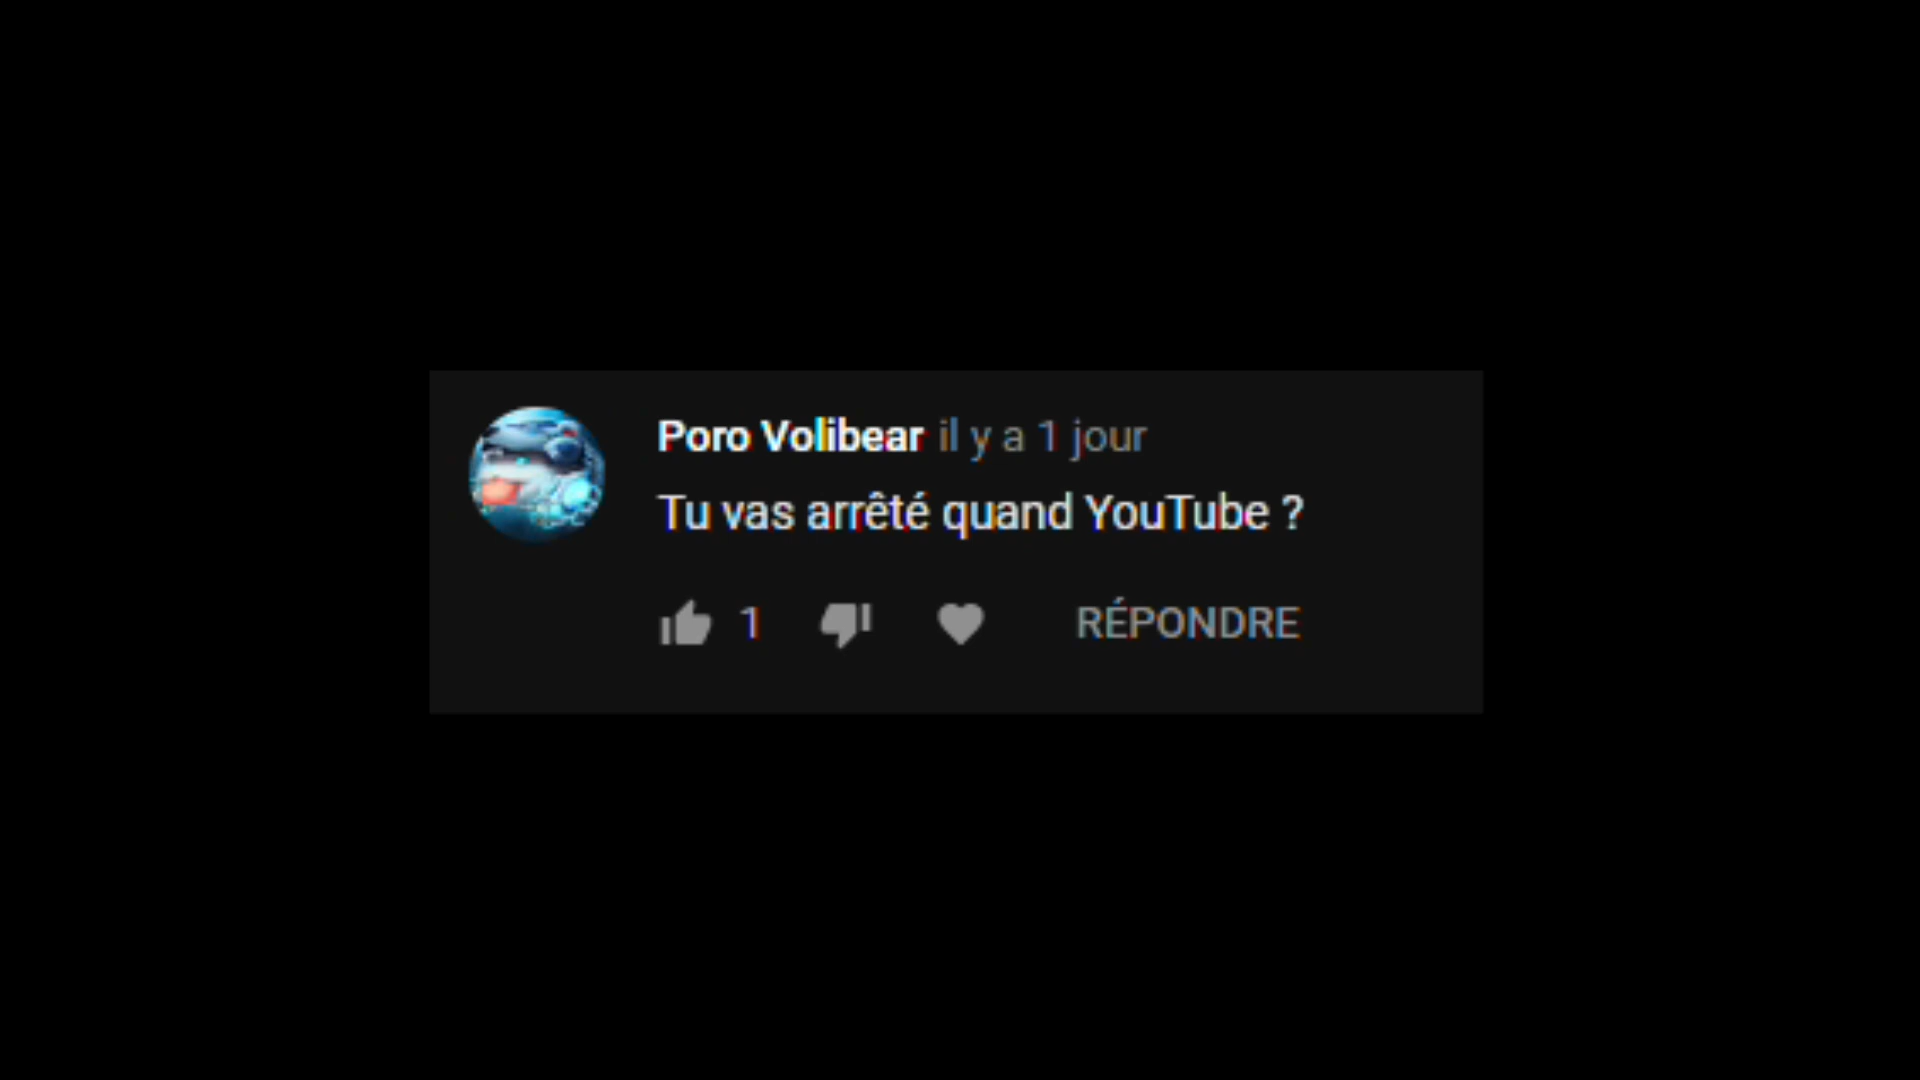 Poro Volibear il y a 1 jour
Tu vas arrêté quand YouTube ?
1 RÉPONDRE